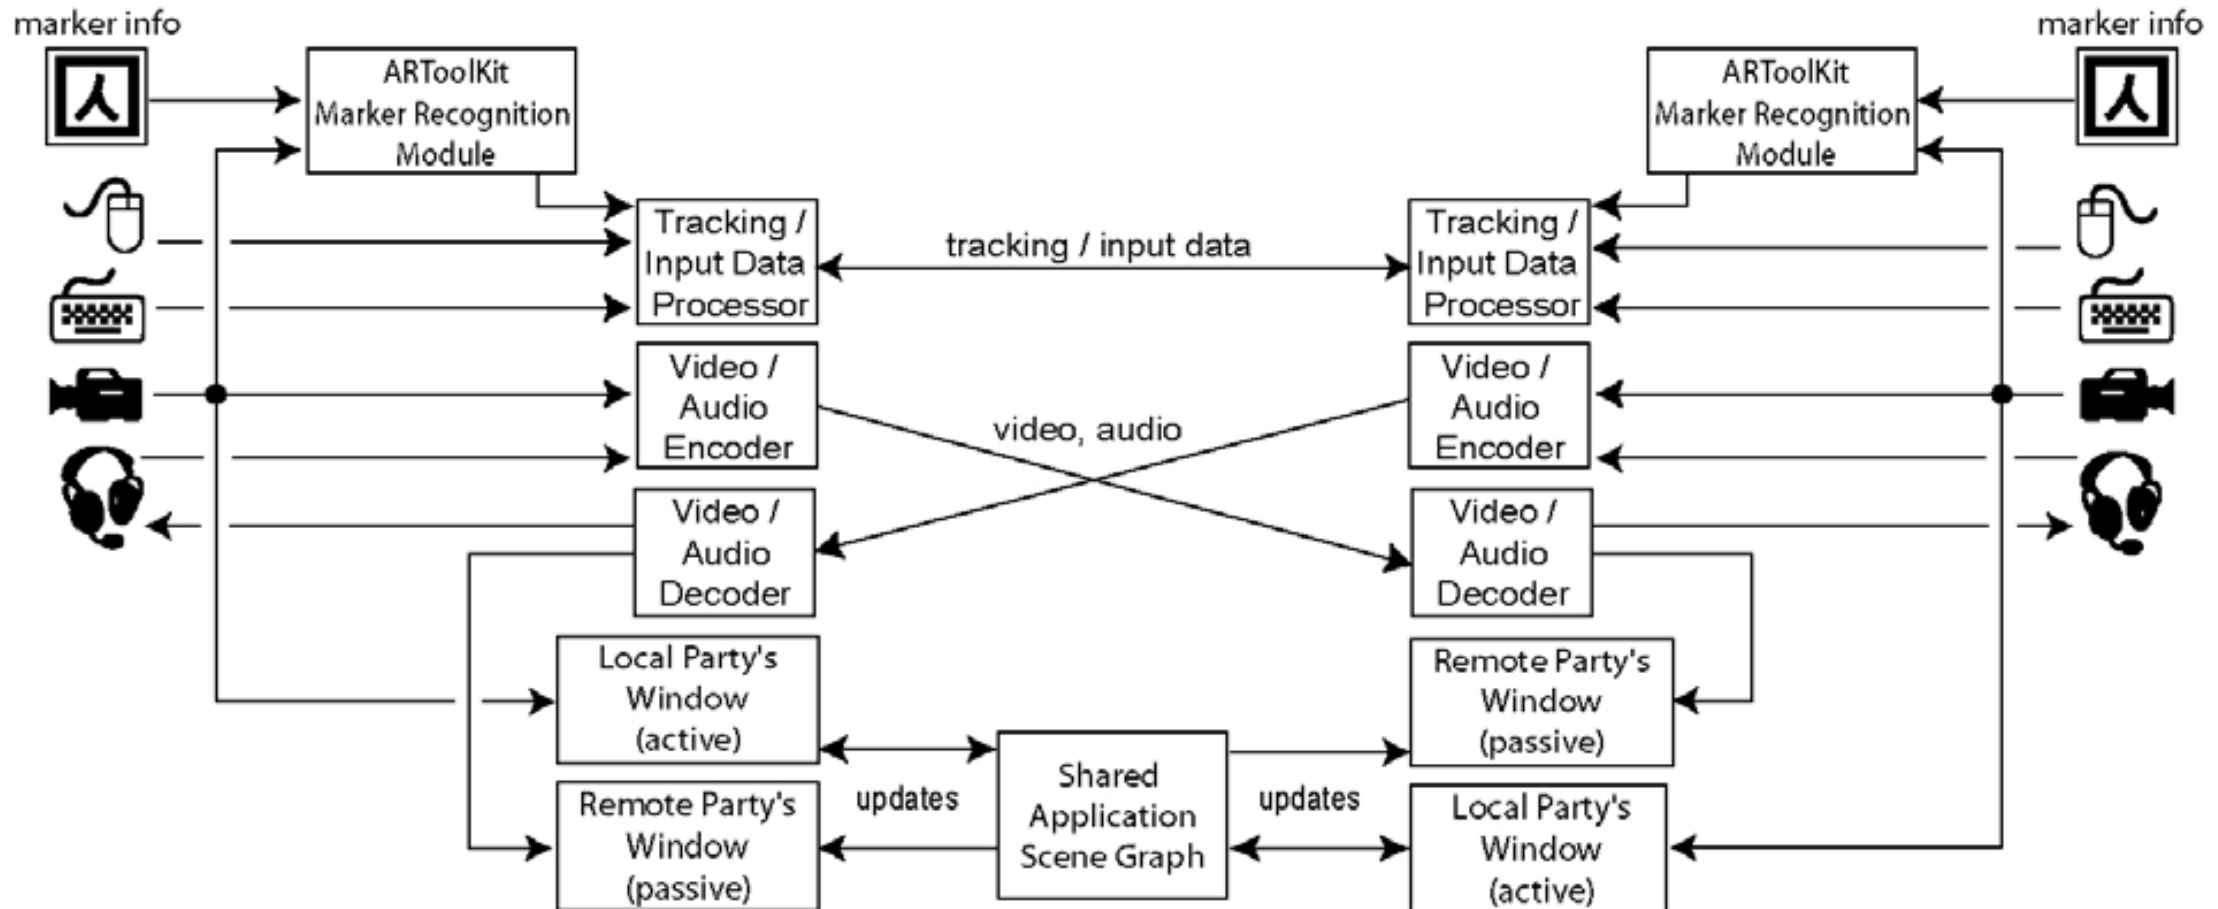 marker info
marker info
ARToolKit
Marker Recognition
Module
ARToolKit
Marker Recognition
Module
人
人
Tracking /
Input Data
Processor
tracking / input data
Tracking /
Input Data
Processor
Video /
Audio
Encoder
video, audio
Video /
Audio
Encoder
Video /
Audio
Decoder
Video /
Audio
Decoder
Local Party's
Window
(active)
Remote Party's
Window
(passive)
Remote Party's
Window
(passive)
updates
Shared
Application
Scene Graph
updates
Local Party's
Window
(active)